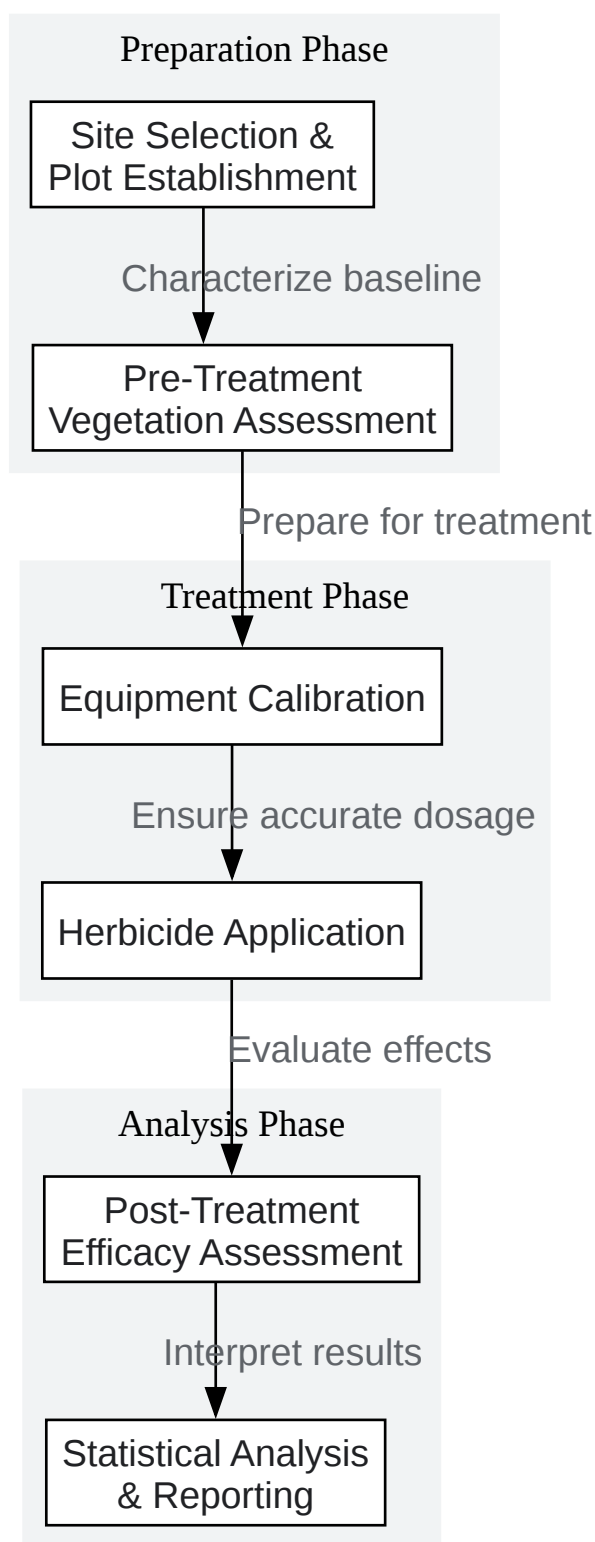 Preparation Phase
Site Selection &
Plot Establishment
Characterize baseline
Pre-Treatment
Vegetation Assessment
Prepare for treatment
Treatment Phase
Equipment Calibration
Ensure accurate dosage
Herbicide Application
Evaluate effects
Analysis Phase
Post-Treatment
Efficacy Assessment
Interpret results
Statistical Analysis
& Reporting